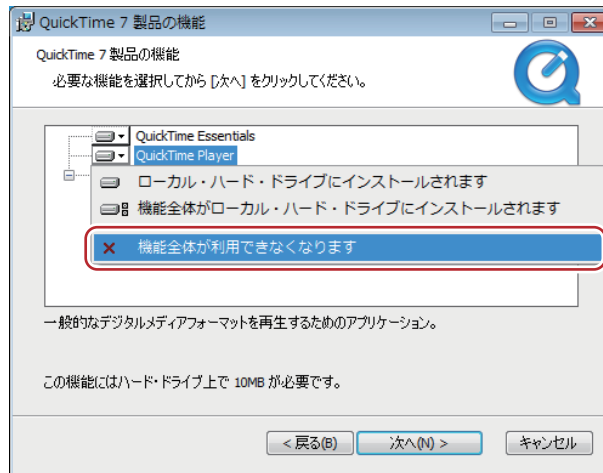 QuickTime 7 製品の機能
QuickTime 7 製品の機能
必要な機能を選択してから [次へ] をクリックしてください。
QuickTime Essentials
QuickTime Player
ローカル・ハード・ドライブにインストールされます
機能全体がローカル・ハード・ドライブにインストールされます
機能全体が利用できなくなります
一般的なデジタルメディアフォーマットを再生するためのアプリケーション。
この機能にはハード・ドライブ上で 10MB が必要です。
< 戻る(B) 次へ(N) > キャンセル